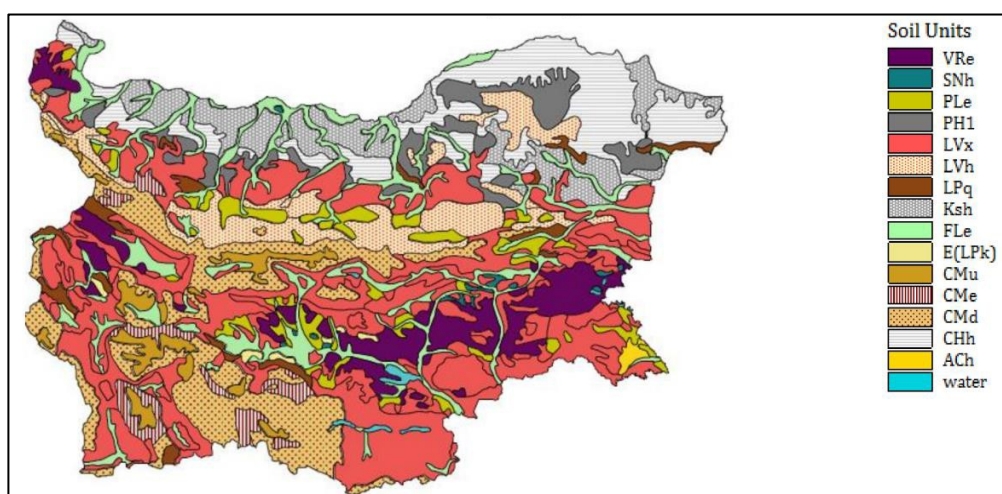 Soil Units
VRe
SNh
PLe
PH1
LVx
LVh
LPq
Ksh
FLe
E(LPk)
CMu
CMe
CMd
CHh
ACh
water